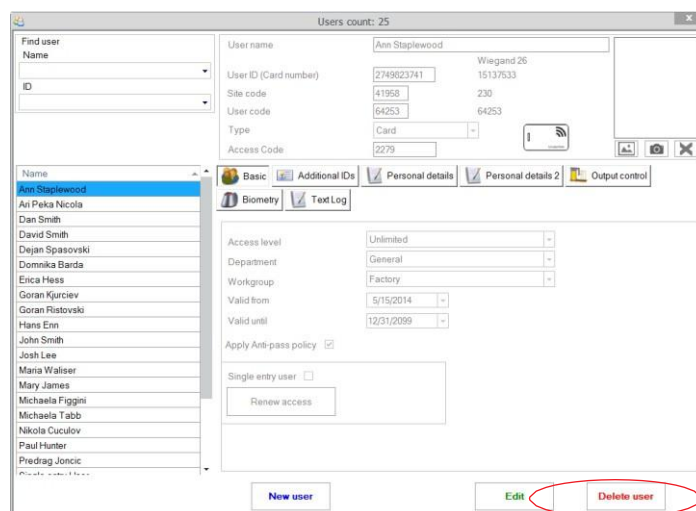 Users count: 25
x
Find user
Name
ID
User name Ann Staplewood
Wiegand 26
User ID (Card number) 2749823741 15137533
Site code 41958 230
User code 64253 64253
Type Card
Access Code 2279
Name
Ann Staplewood
Ari Peka Nicola
Dan Smith
David Smith
Dejan Spasovski
Domnika Barda
Erica Hess
Goran Kjurciev
Goran Ristovski
Hans Enn
John Smith
Josh Lee
Maria Waliser
Mary James
Michaela Figgini
Michaela Tabb
Nikola Cuculov
Paul Hunter
Predrag Joncic
Basic Additional IDs Personal details Personal details 2 Output control
Biometry Text Log
Access level Unlimited
Department General
Workgroup Factory
Valid from 5/15/2014
Valid until 12/31/2099
Apply Anti-pass policy
Single entry user
Renew access
New user Edit Delete user